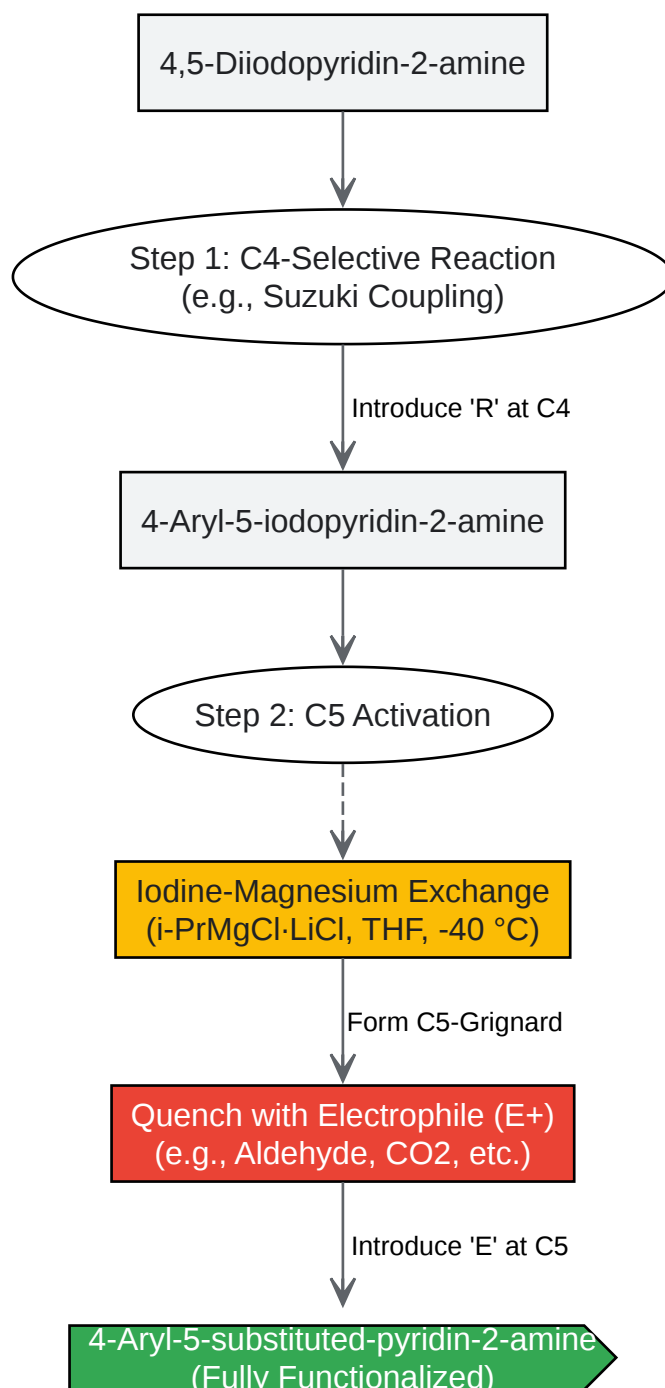 4,5-Diiodopyridin-2-amine
Step 1: C4-Selective Reaction
(e.g., Suzuki Coupling)
Introduce 'R' at C4
4-Aryl-5-iodopyridin-2-amine
Step 2: C5 Activation
Iodine-Magnesium Exchange
(i-PrMgCl·LiCl, THF, -40 °C)
Form C5-Grignard
Quench with Electrophile (E+)
(e.g., Aldehyde, CO2, etc.)
Introduce 'E' at C5
4-Aryl-5-substituted-pyridin-2-amine
(Fully Functionalized)